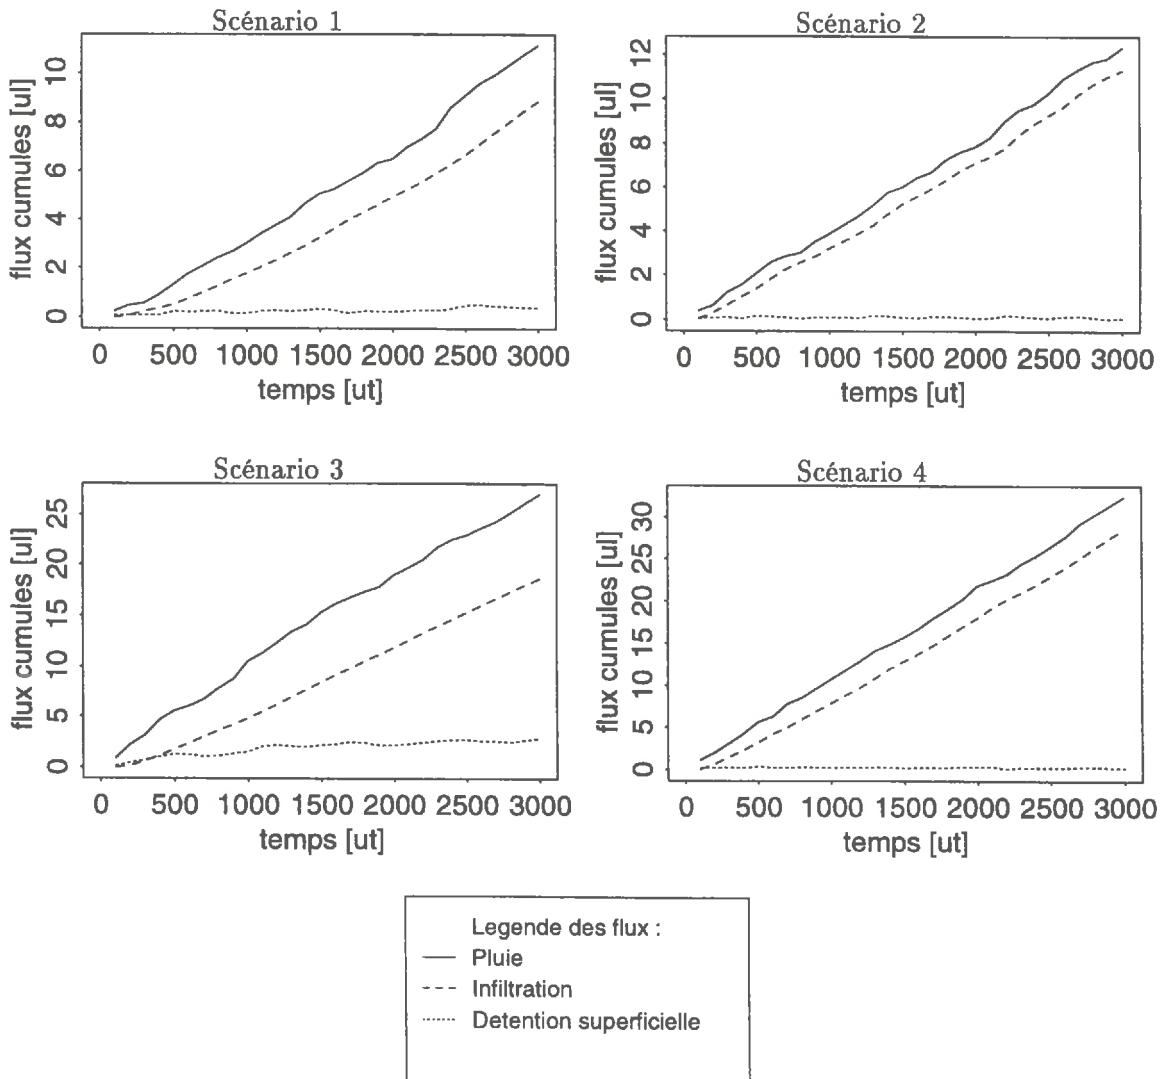 Scénario 1
flux cumules [ul]
10
8
6
4
2
0
0 500 1000 1500 2000 2500 3000
temps [ut]
Scénario 2
flux cumules [ul]
12
10
8
6
4
2
0
0 500 1000 1500 2000 2500 3000
temps [ut]
Scénario 3
flux cumules [ul]
25
20
15
10
5
0
0 500 1000 1500 2000 2500 3000
temps [ut]
Scénario 4
flux cumules [ul]
30
25
20
15
10
5
0
0 500 1000 1500 2000 2500 3000
temps [ut]
Legende des flux :
Pluie
Infiltration
Detention superficielle